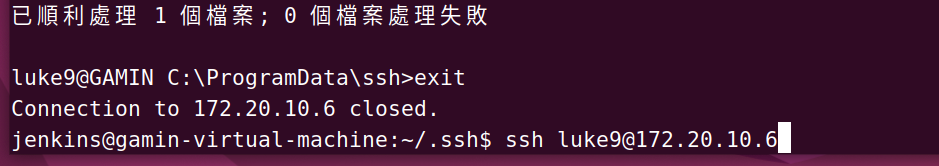 已順利處理 1 個檔案; 0 個檔案處理失敗
luke9@GAMIN C:\ProgramData\ssh>exit
Connection to 172.20.10.6 closed.
jenkins@gamin-virtual-machine:~/.ssh$ ssh luke9@172.20.10.6